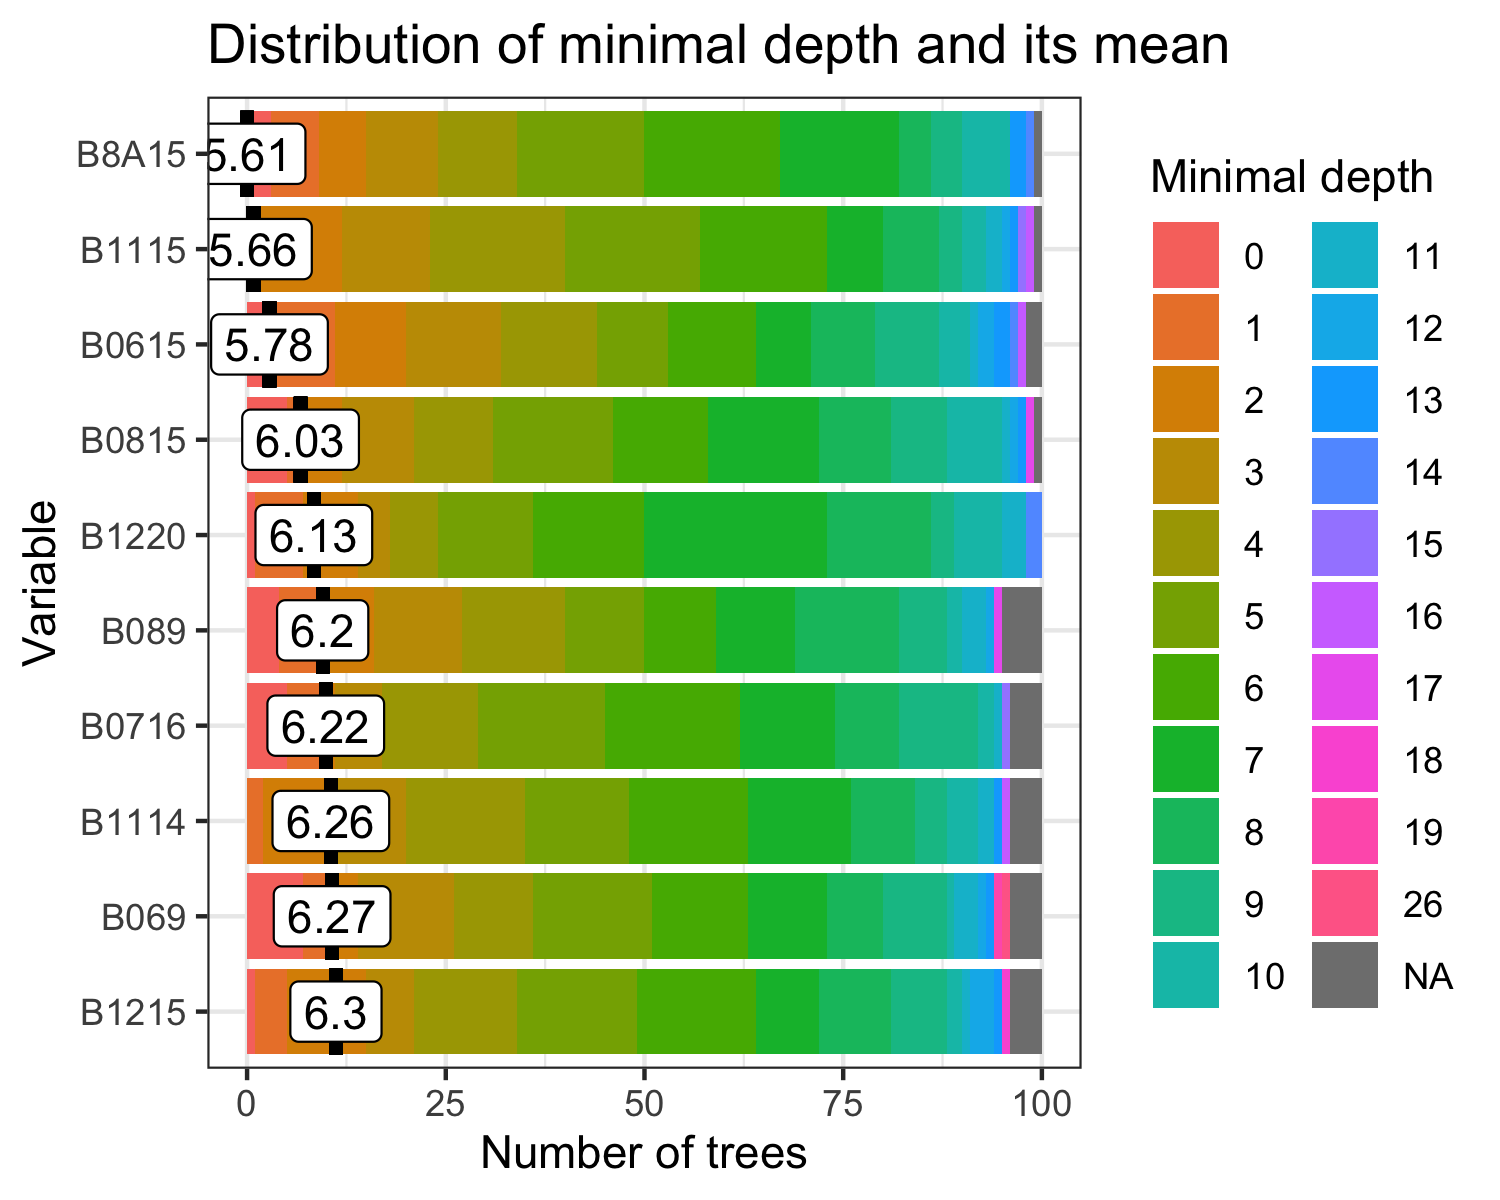 Distribution of minimal depth and its mean
Variable
B8A15
5.61
B1115
5.66
B0615
5.78
B0815
6.03
B1220
6.13
B089
6.2
B0716
6.22
B1114
6.26
B069
6.27
B1215
6.3
0 25 50 75 100
Number of trees
Minimal depth
0 11
1 12
2 13
3 14
4 15
5 16
6 17
7 18
8 19
9 26
10 NA